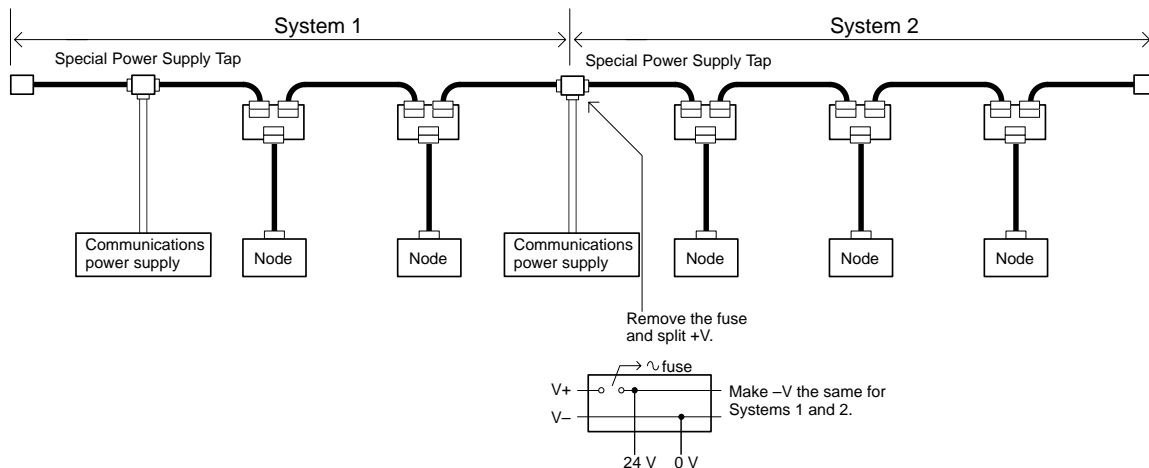 System 1
System 2
Special Power Supply Tap
Special Power Supply Tap
Communications
power supply
Node
Node
Communications
power supply
Node
Node
Node
Remove the fuse
and split +V.
fuse
V+
V–
Make –V the same for
Systems 1 and 2.
24 V
0 V